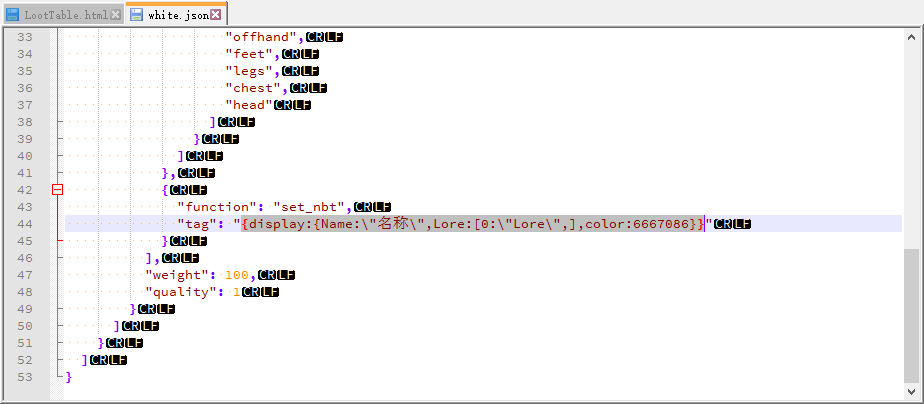 LootTable.html white.json
33 "offhand",CRLF
34 "feet",CRLF
35 "legs",CRLF
36 "chest",CRLF
37 "head"CRLF
38 ]CRLF
39 }CRLF
40 ]CRLF
41 },CRLF
42 {CRLF
43 "function": "set_nbt",CRLF
44 "tag": "{display:{Name:\"名称\",Lore:[0:\"Lore\",],color:6667086}}"CRLF
45 }CRLF
46 ],CRLF
47 "weight": 100,CRLF
48 "quality": 1CRLF
49 }CRLF
50 ]CRLF
51 }CRLF
52 ]CRLF
53 }